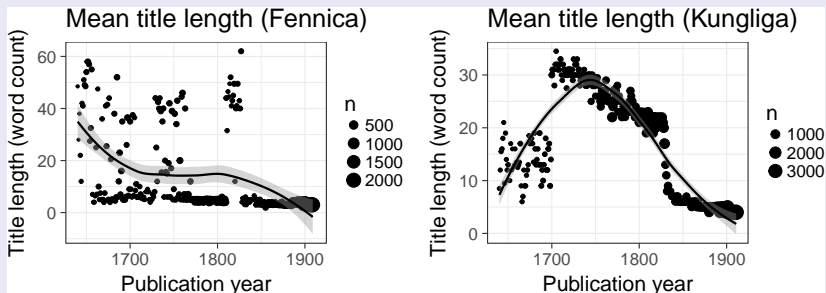 Mean title length (Fennica)
Title length (word count)
60
40
20
0
1700
1800
1900
Publication year
n
500
1000
1500
2000
Mean title length (Kungliga)
Title length (word count)
30
20
10
0
1700
1800
1900
Publication year
n
1000
2000
3000